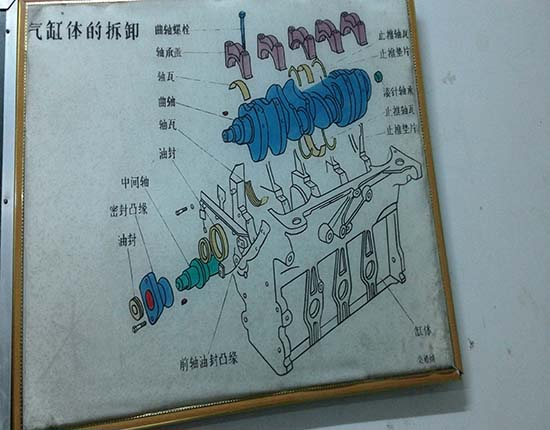 气缸体的拆卸
曲轴螺栓
轴承盖
轴瓦
曲轴
轴瓦
油封
中间轴
密封凸缘
油封
前轴油封凸缘
止推轴瓦
止推垫片
滚针轴承
止推轴瓦
止推垫片
缸体